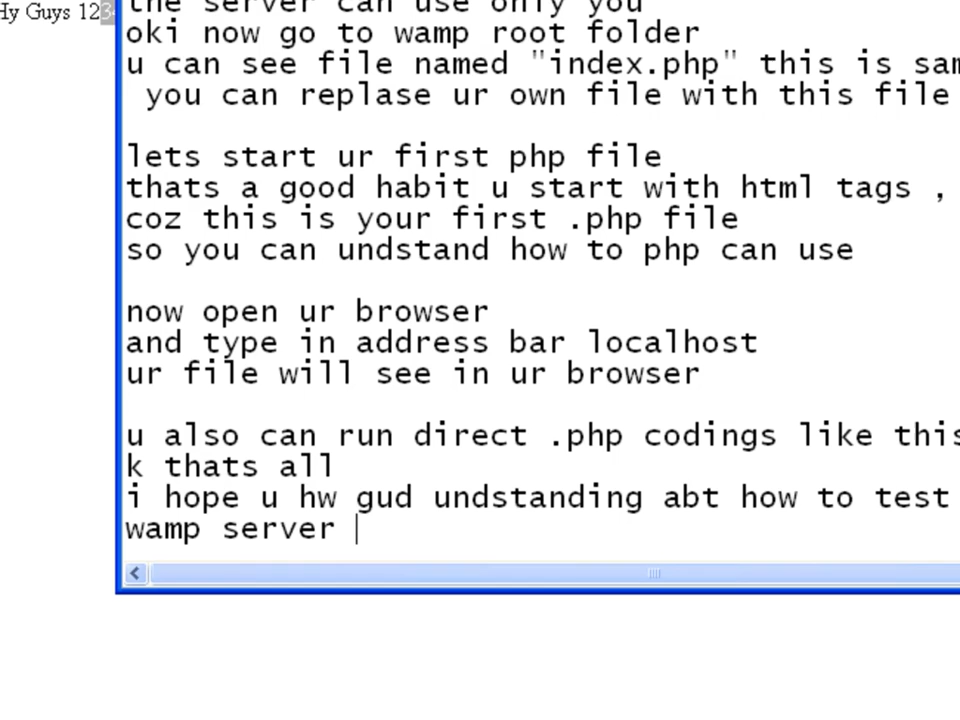 Hy Guys 123
the server can use only you
oki now go to wamp root folder
u can see file named "index.php" this is sam
you can replase ur own file with this file
lets start ur first php file
thats a good habit u start with html tags ,
coz this is your first .php file
so you can undstand how to php can use
now open ur browser
and type in address bar localhost
ur file will see in ur browser
u also can run direct .php codings like this
k thats all
i hope u hw gud undstanding abt how to test
wamp server